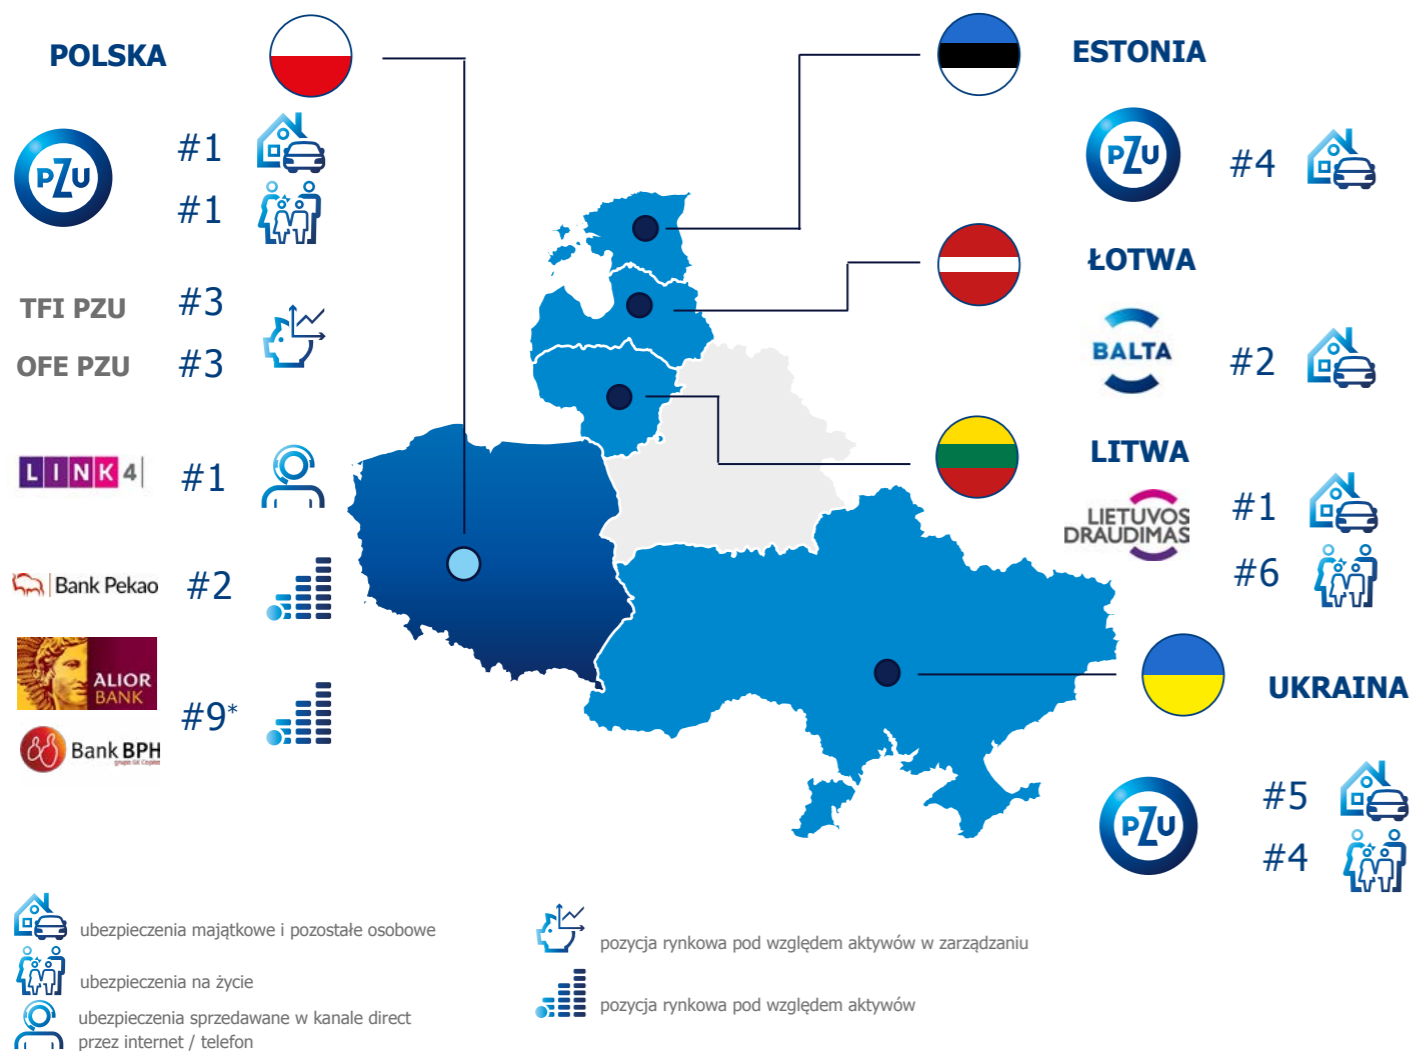 POLSKA
PZU
#1
#1
TFI PZU
#3
OFE PZU
#3
LINK4
#1
Bank Pekao
#2
ALIOR
BANK
#9*
Bank BPH
grupa GE Capital
ESTONIA
PZU
#4
ŁOTWA
BALTA
#2
LITWA
LIETUVOS
DRAUDIMAS
#1
#6
UKRAINA
PZU
#5
#4
ubezpieczenia majątkowe i pozostałe osobowe
ubezpieczenia na życie
ubezpieczenia sprzedawane w kanale direct
przez internet / telefon
pozycja rynkowa pod względem aktywów w zarządzaniu
pozycja rynkowa pod względem aktywów